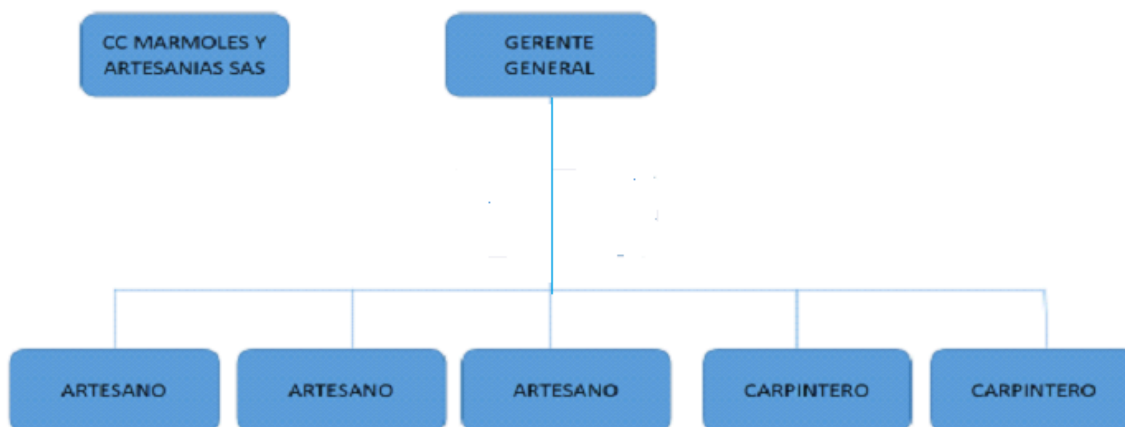 CC MARMOLES Y
ARTESANIAS SAS
GERENTE
GENERAL
ARTESANO
ARTESANO
ARTESANO
CARPINTERO
CARPINTERO